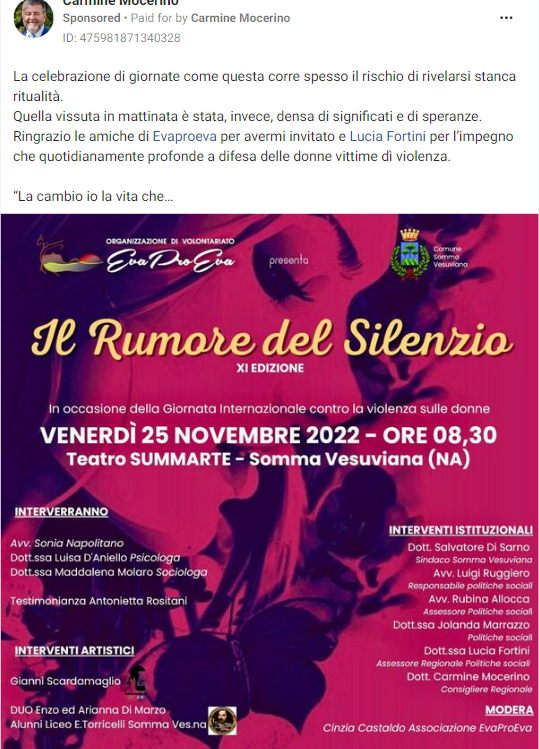 Carmine Mocerino
Sponsored • Paid for by Carmine Mocerino
ID: 475981871340328
La celebrazione di giornate come questa corre spesso il rischio di rivelarsi stanca
ritualità.
Quella vissuta in mattinata è stata, invece, densa di significati e di speranze.
Ringrazio le amiche di Evaproeva per avermi invitato e Lucia Fortini per l'impegno
che quotidianamente profonde a difesa delle donne vittime dì violenza.
“La cambio io la vita che…
ORGANIZZAZIONE DI VOLONTARIATO
EvaProEva
presenta
Comune
Somma
Vesuviana
Il Rumore del Silenzio
XI EDIZIONE
In occasione della Giornata Internazionale contro la violenza sulle donne
VENERDÌ 25 NOVEMBRE 2022 – ORE 08,30
Teatro SUMMARTE – Somma Vesuviana (NA)
INTERVERRANNO
Avv. Sonia Napolitano
Dott.ssa Luisa D'Aniello Psicologa
Dott.ssa Maddalena Molaro Sociologa
Testimonianza Antonietta Rositani
INTERVENTI ARTISTICI
Gianni Scardamaglio
DUO Enzo ed Arianna Di Marzo
Alunni Liceo E.Torricelli Somma Ves.na
INTERVENTI ISTITUZIONALI
Dott. Salvatore Di Sarno
Sindaco Somma Vesuviana
Avv. Luigi Ruggiero
Responsabile politiche sociali
Avv. Rubina Allocca
Assessore Politiche sociali
Dott.ssa Jolanda Marrazzo
Politiche sociali
Dott.ssa Lucia Fortini
Assessore Regionale Politiche sociali
Dott. Carmine Mocerino
Consigliere Regionale
MODERA
Cinzia Castaldo Associazione EvaProEva